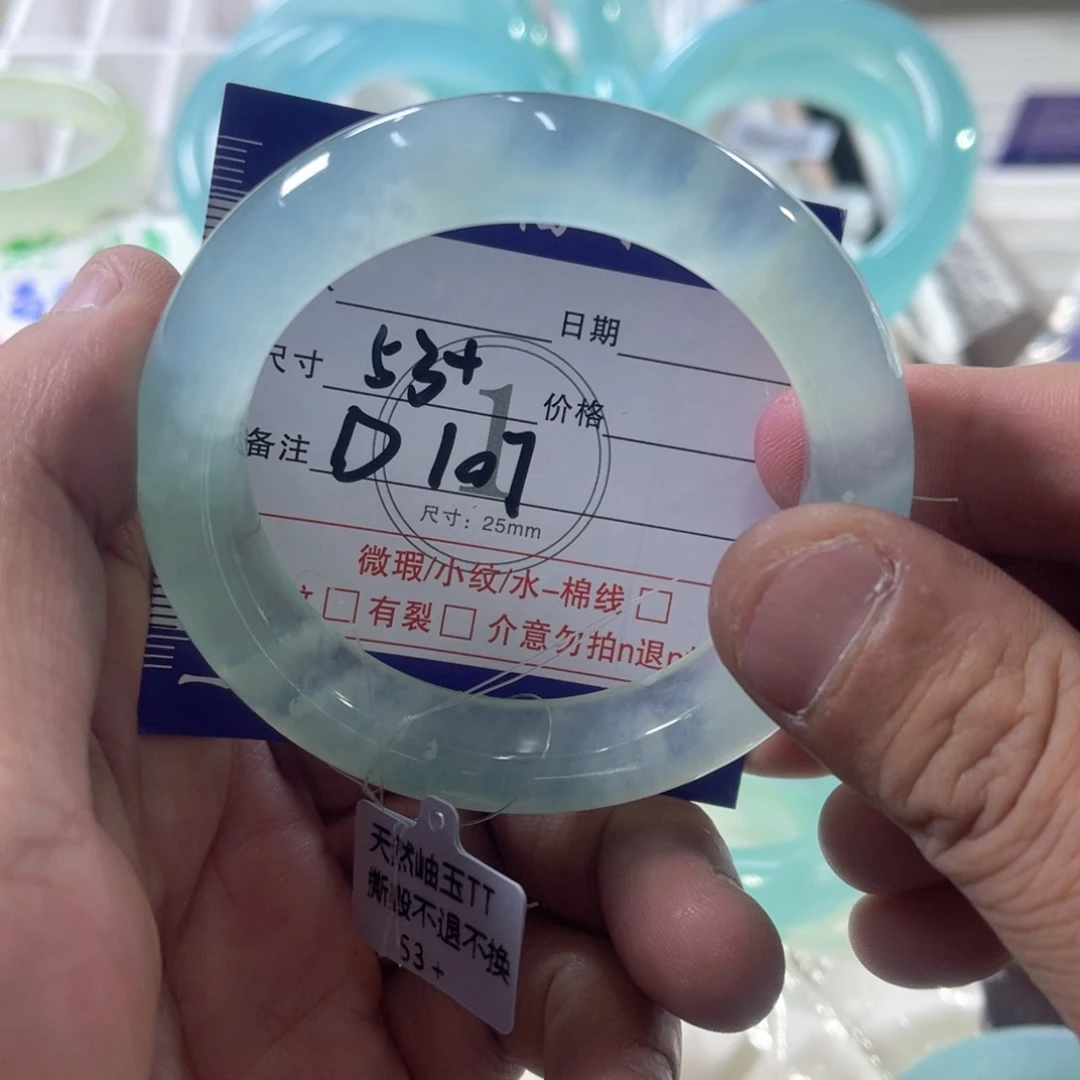 日期
尺寸 53+
价格
备注 D 107
1
尺寸：25mm
微瑕/小纹/水-棉线 □
□ 有裂 □ 介意勿拍n退n
天然岫玉TT
撕毁不退不换
53+